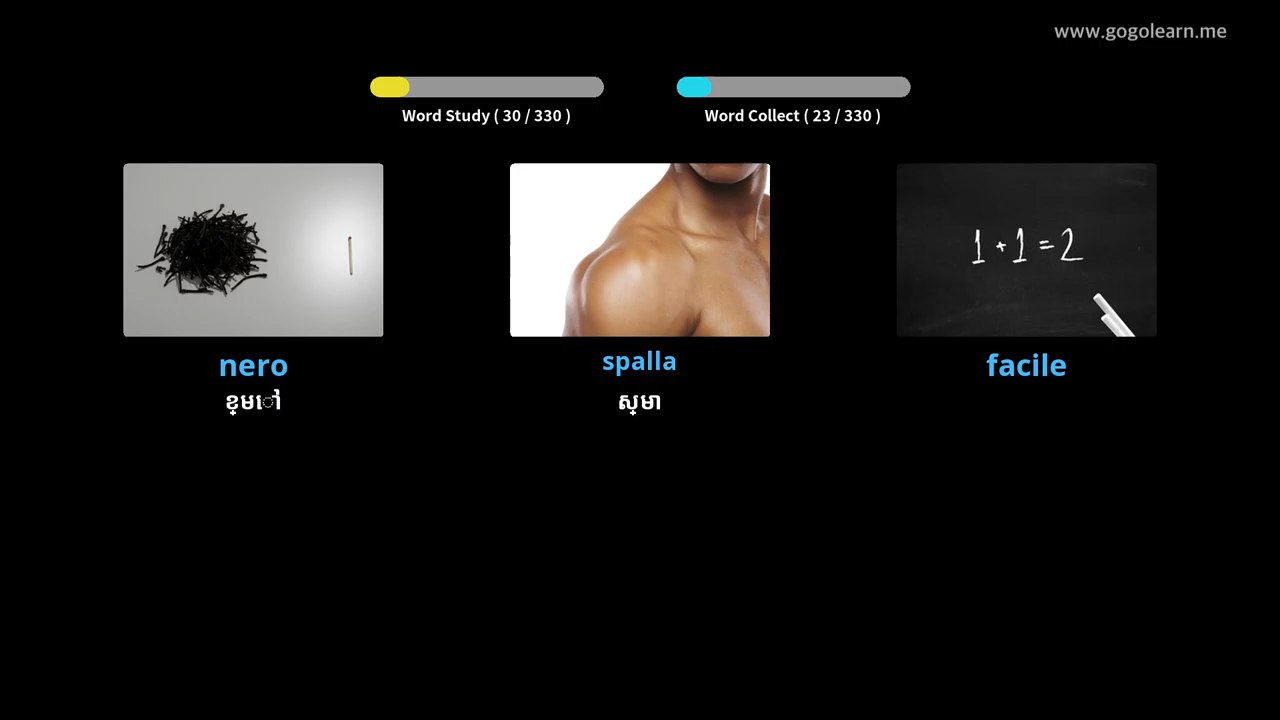 www.gogolearn.me
Word Study ( 30 / 330 )
Word Collect ( 23 / 330 )
1 + 1 = 2
nero
spalla
facile
ខ្មៅ
ស្មា